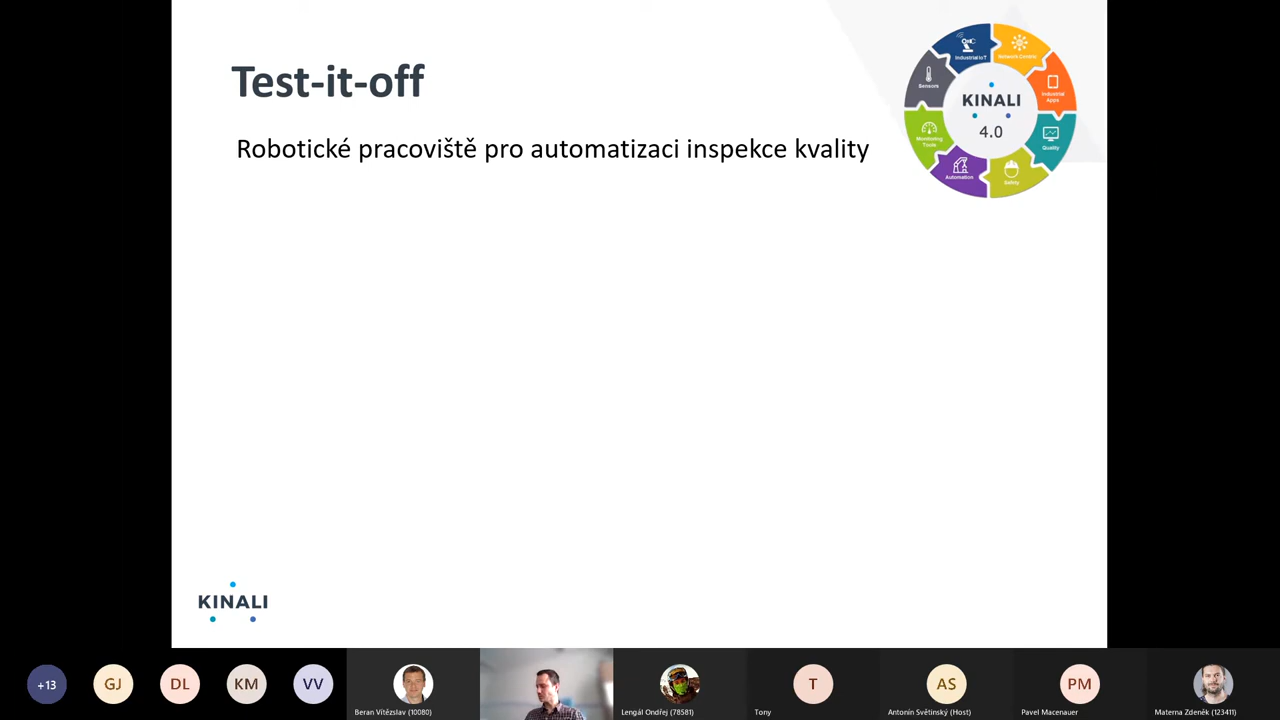 Test-it-off
Robotické pracoviště pro automatizaci inspekce kvality
Industrial IoT
Network Control
Sensors
Industrial
Apps
KINALI
4.0
Monitoring
Tools
Quality
Automation
Safety
KINALI
+13
GJ
DL
KM
VV
Beran Vítězslav (10080)
Lengál Ondřej (78581)
T
Tony
AS
Antonín Světinský (Host)
PM
Pavel Macenauer
Materna Zdeněk (123411)